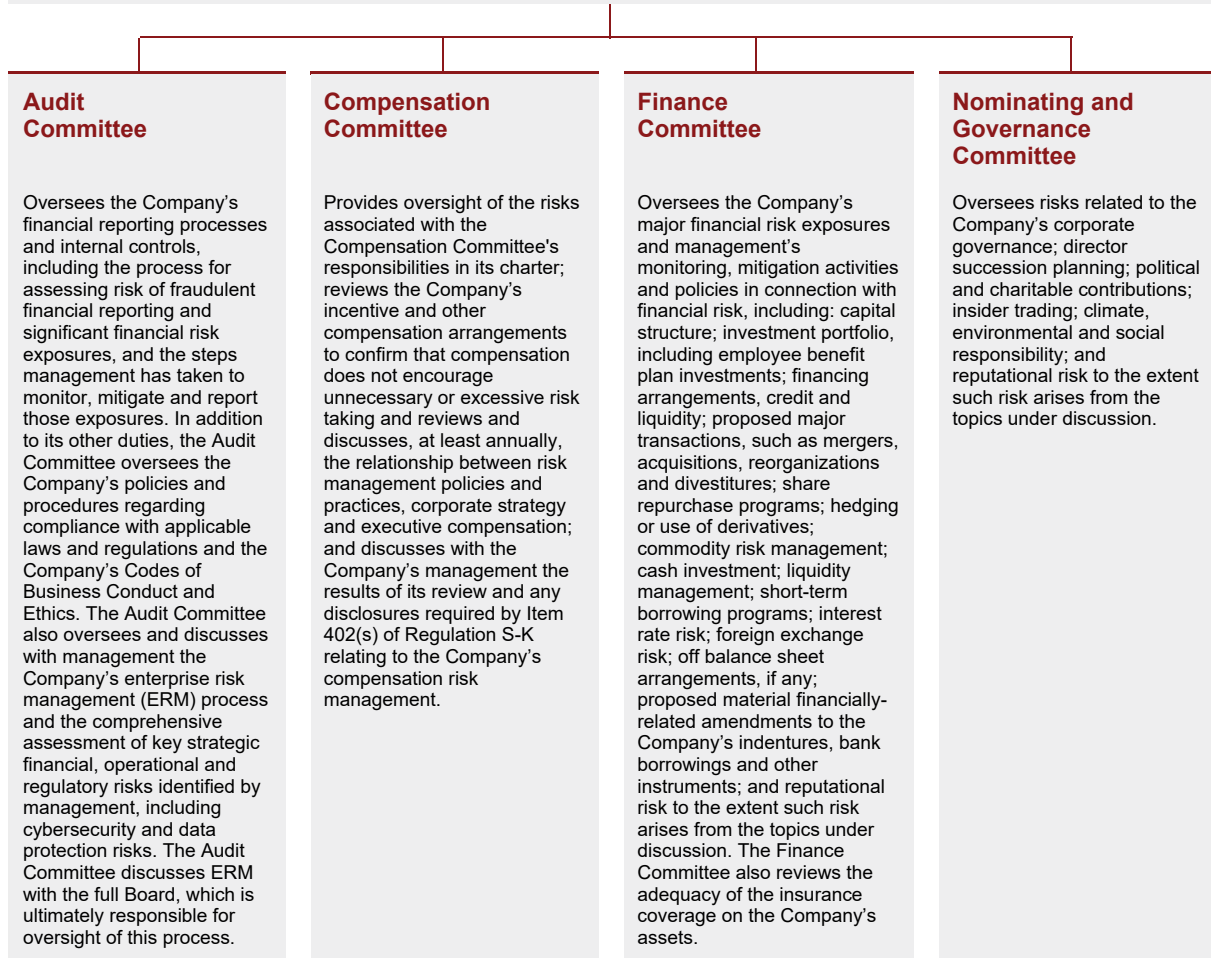 Audit
Committee
Oversees the Company’s
financial reporting processes
and internal controls,
including the process for
assessing risk of fraudulent
financial reporting and
significant financial risk
exposures, and the steps
management has taken to
monitor, mitigate and report
those exposures. In addition
to its other duties, the Audit
Committee oversees the
Company’s policies and
procedures regarding
compliance with applicable
laws and regulations and the
Company’s Codes of
Business Conduct and
Ethics. The Audit Committee
also oversees and discusses
with management the
Company’s enterprise risk
management (ERM) process
and the comprehensive
assessment of key strategic
financial, operational and
regulatory risks identified by
management, including
cybersecurity and data
protection risks. The Audit
Committee discusses ERM
with the full Board, which is
ultimately responsible for
oversight of this process.
Compensation
Committee
Provides oversight of the risks
associated with the
Compensation Committee's
responsibilities in its charter;
reviews the Company’s
incentive and other
compensation arrangements
to confirm that compensation
does not encourage
unnecessary or excessive risk
taking and reviews and
discusses, at least annually,
the relationship between risk
management policies and
practices, corporate strategy
and executive compensation;
and discusses with the
Company’s management the
results of its review and any
disclosures required by Item
402(s) of Regulation S-K
relating to the Company’s
compensation risk
management.
Finance
Committee
Oversees the Company’s
major financial risk exposures
and management’s
monitoring, mitigation activities
and policies in connection with
financial risk, including: capital
structure; investment portfolio,
including employee benefit
plan investments; financing
arrangements, credit and
liquidity; proposed major
transactions, such as mergers,
acquisitions, reorganizations
and divestitures; share
repurchase programs; hedging
or use of derivatives;
commodity risk management;
cash investment; liquidity
management; short-term
borrowing programs; interest
rate risk; foreign exchange
risk; off balance sheet
arrangements, if any;
proposed material financially-
related amendments to the
Company’s indentures, bank
borrowings and other
instruments; and reputational
risk to the extent such risk
arises from the topics under
discussion. The Finance
Committee also reviews the
adequacy of the insurance
coverage on the Company’s
assets.
Nominating and
Governance
Committee
Oversees risks related to the
Company’s corporate
governance; director
succession planning; political
and charitable contributions;
insider trading; climate,
environmental and social
responsibility; and
reputational risk to the extent
such risk arises from the
topics under discussion.